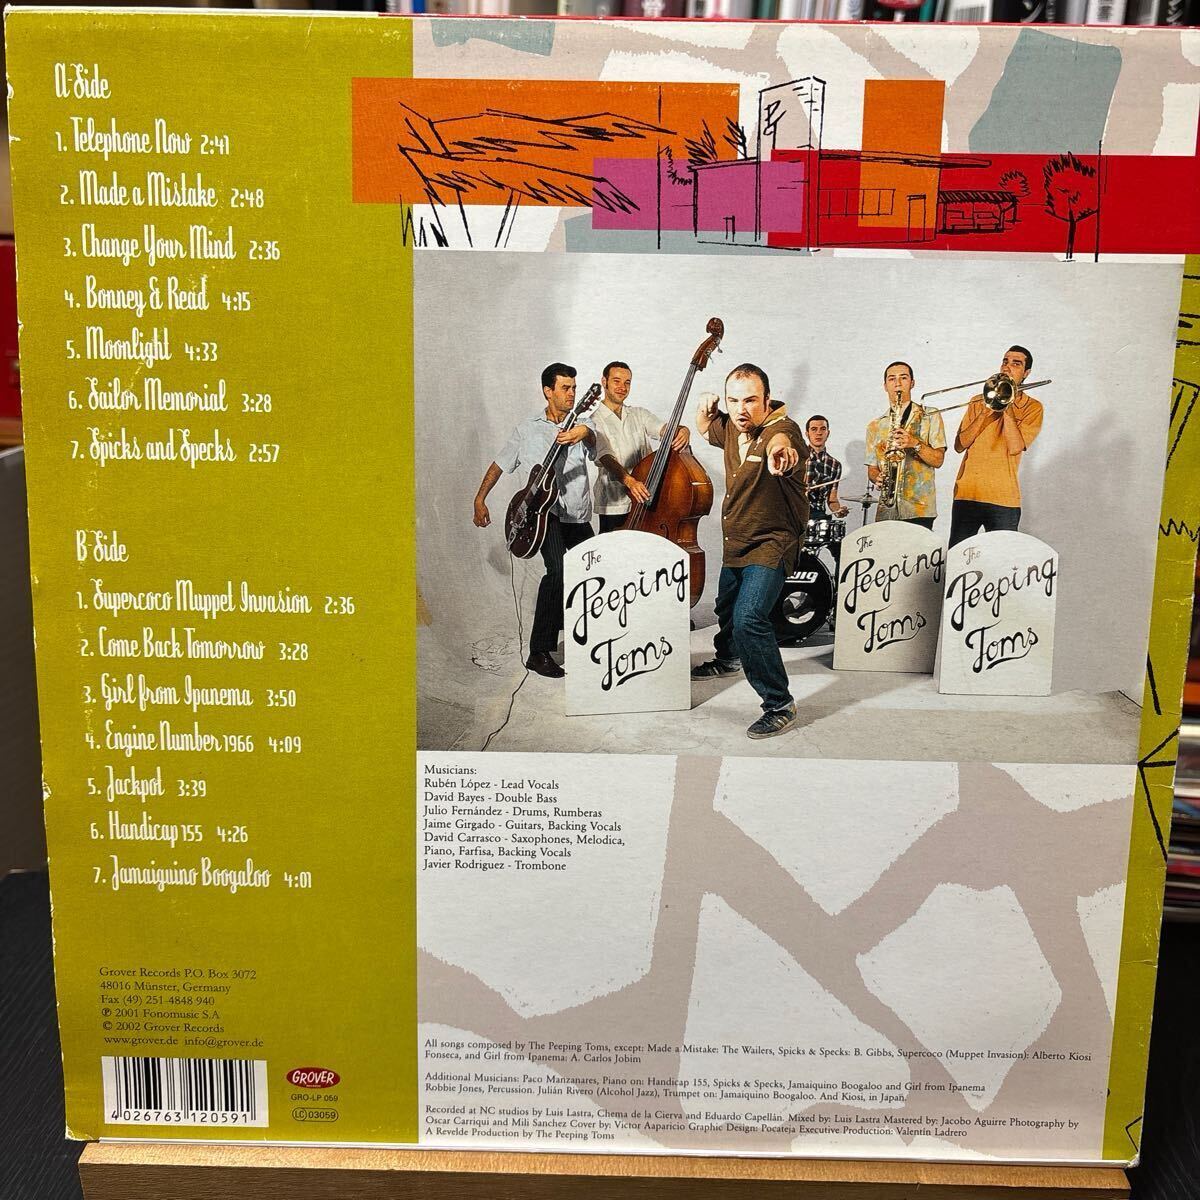 A-Side
1. Telephone Now 2:41
2. Made a Mistake 2:48
3. Change Your Mind 2:36
4. Bonney & Read 4:15
5. Moonlight 4:33
6. Sailor Memorial 3:28
7. Spicks and Specks 2:57
B-Side
1. Supercoco Muppet Invasion 2:36
2. Come Back Tomorrow 3:28
3. Girl from Ipanema 3:50
4. Engine Number 1966 4:09
5. Jackpot 3:39
6. Handicap 155 4:26
7. Jamaiquino Boogaloo 4:01
The Peeping Toms
The Peeping Toms
The Peeping Toms
Musicians:
Rubén López - Lead Vocals
David Bayes - Double Bass
Julio Fernández - Drums, Rumberas
Jaime Girgado - Guitars, Backing Vocals
David Carrasco - Saxophones, Melodica,
Piano, Farfisa, Backing Vocals
Javier Rodriguez - Trombone
Grover Records P.O. Box 3072
48016 Münster, Germany
Fax (49) 251-4848 940
℗ 2001 Fonomusic S.A
© 2002 Grover Records
www.grover.de info@grover.de
4 026763 120591
GROVER
GRO-LP 059
LC 03059
All songs composed by The Peeping Toms, except: Made a Mistake: The Wailers, Spicks & Specks: B. Gibbs, Supercoco (Muppet Invasion): Alberto Kiosi
Fonseca, and Girl from Ipanema: A. Carlos Jobim
Additional Musicians: Paco Manzanares, Piano on: Handicap 155, Spicks & Specks, Jamaiquino Boogaloo and Girl from Ipanema
Robbie Jones, Percussion. Julián Rivero (Alcohol Jazz), Trumpet on: Jamaiquino Boogaloo. And Kiosi, in Japan.
Recorded at NC studios by Luis Lastra, Chema de la Cierva and Eduardo Capellán. Mixed by: Luis Lastra Mastered by: Jacobo Aguirre Photography by
Oscar Carriqui and Mili Sanchez Cover by: Victor Aaparicio Graphic Design: Pocateja Executive Production: Valentín Ladrero
A Revelde Production by The Peeping Toms